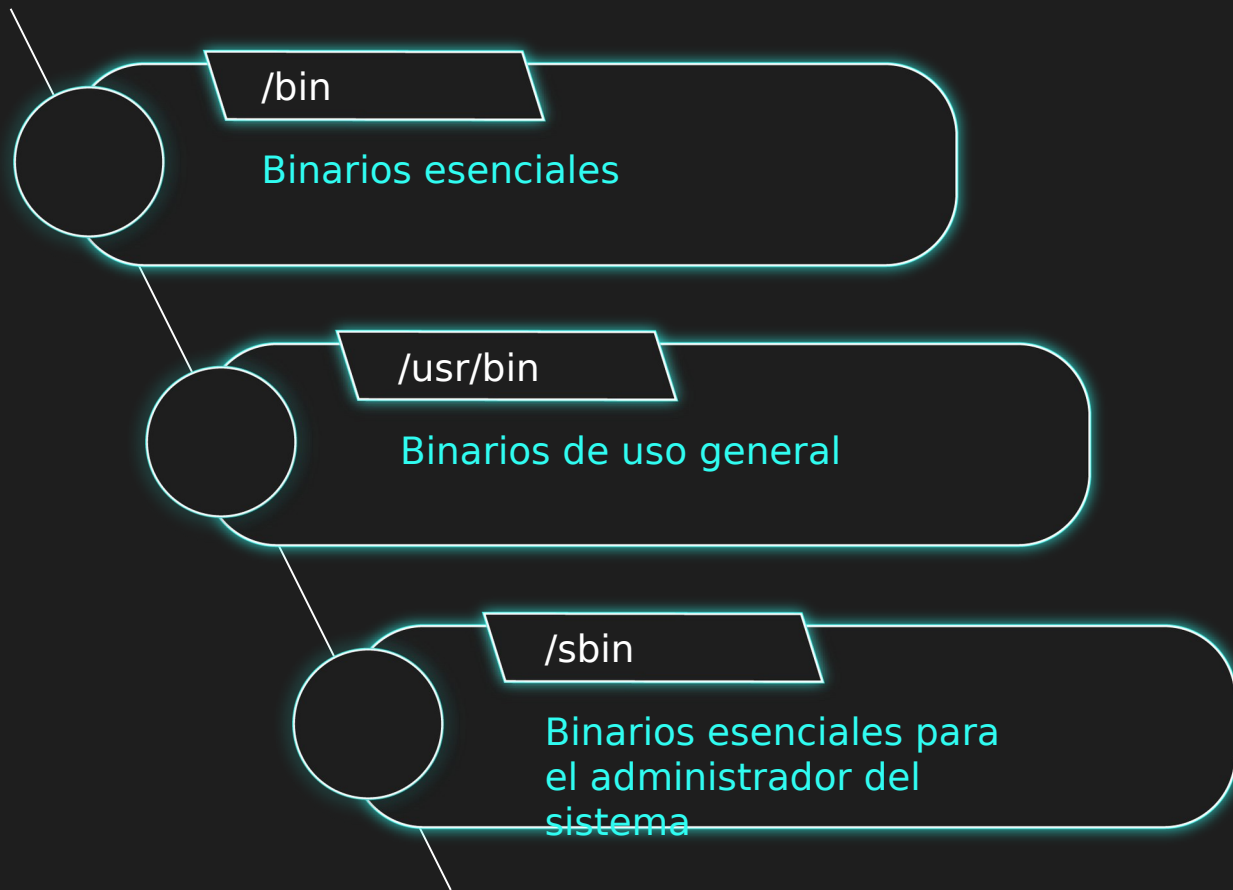 /bin
Binarios esenciales
/usr/bin
Binarios de uso general
/sbin
Binarios esenciales para
el administrador del
sistema